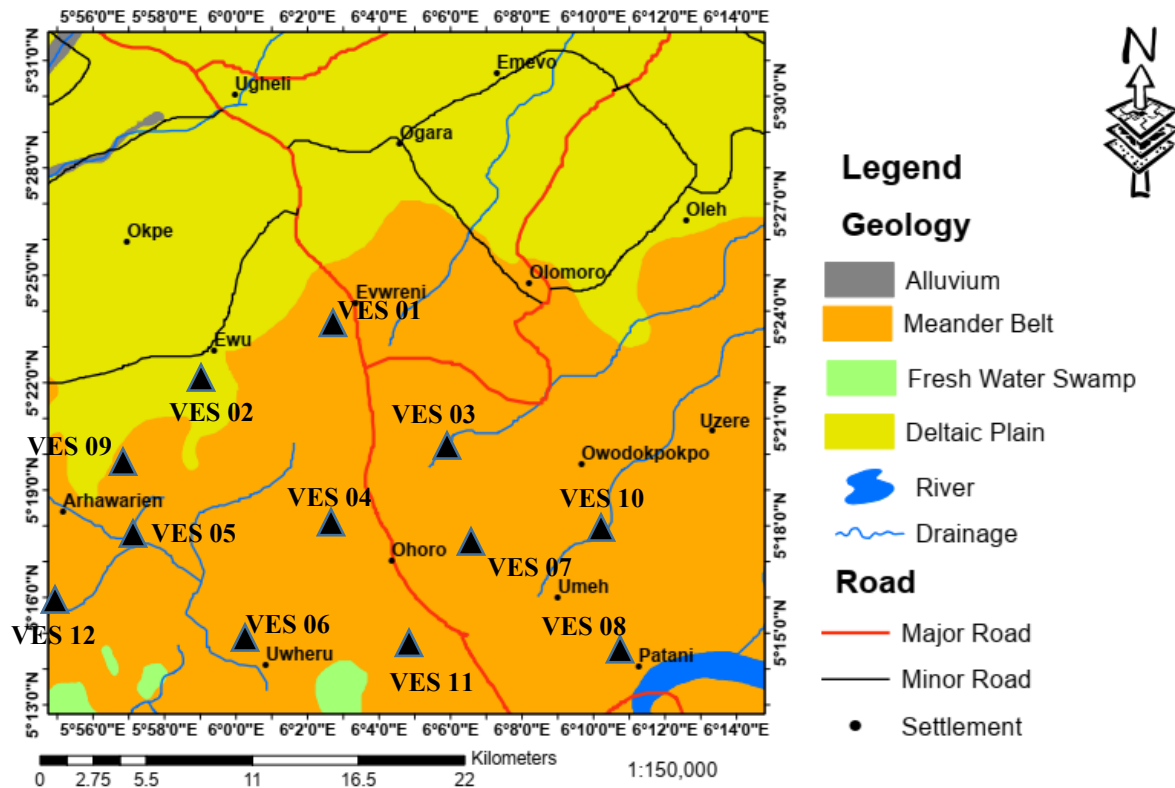 5°56'0"E 5°58'0"E 6°0'0"E 6°2'0"E 6°4'0"E 6°6'0"E 6°8'0"E 6°10'0"E 6°12'0"E 6°14'0"E
N
5°31'0"N
5°28'0"N
5°25'0"N
5°22'0"N
5°19'0"N
5°16'0"N
5°13'0"N
5°30'0"N
5°27'0"N
5°24'0"N
5°21'0"N
5°18'0"N
5°15'0"N
Emevo
Ugheli
Ogara
Oleh
Okpe
Olomoro
Evwreni
VES 01
Ewu
VES 02
VES 03
Uzere
VES 09
Owodokpokpo
Arhawarien
VES 04
VES 10
VES 05
Ohoro
VES 07
Umeh
VES 12
VES 06
VES 08
Uwheru
Patani
VES 11
5°56'0"E 5°58'0"E 6°0'0"E 6°2'0"E 6°4'0"E 6°6'0"E 6°8'0"E 6°10'0"E 6°12'0"E 6°14'0"E
Kilometers
0 2.75 5.5 11 16.5 22
1:150,000
Legend
Geology
Alluvium
Meander Belt
Fresh Water Swamp
Deltaic Plain
River
Drainage
Road
Major Road
Minor Road
Settlement